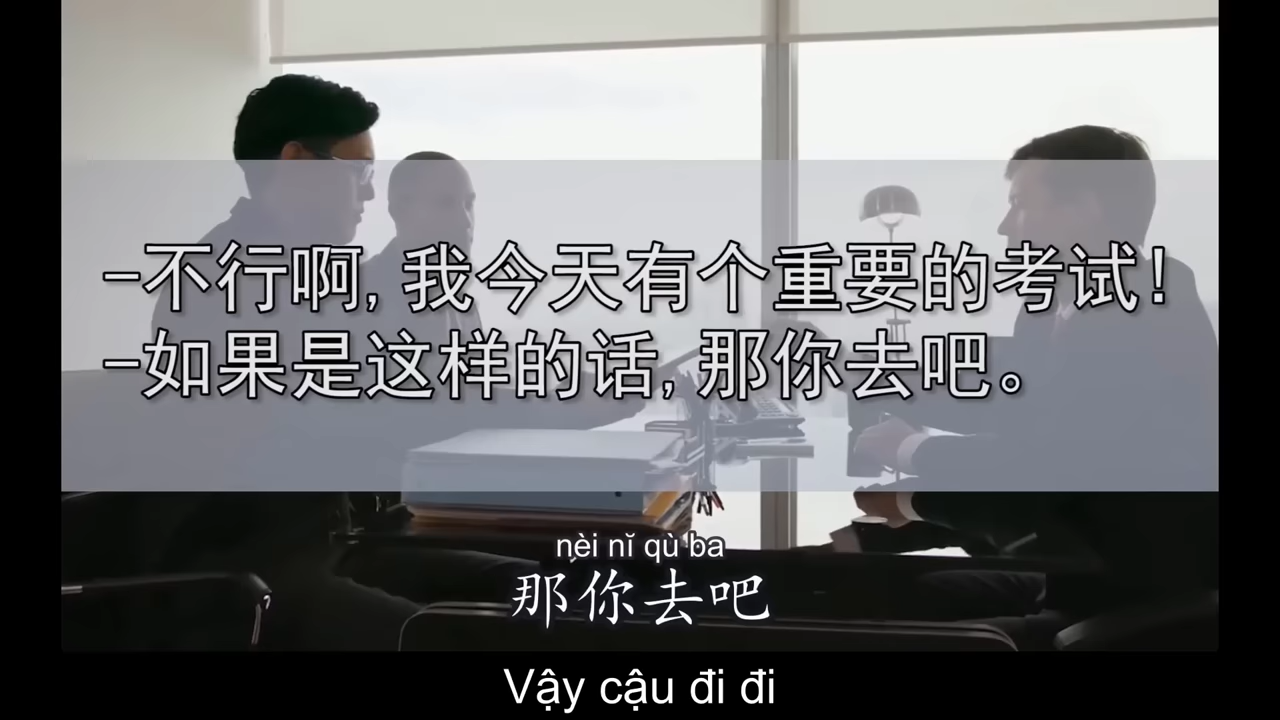 -不行啊,我今天有个重要的考试!
-如果是这样的话,那你去吧。
nèi nǐ qù ba
那你去吧
Vậy cậu đi đi